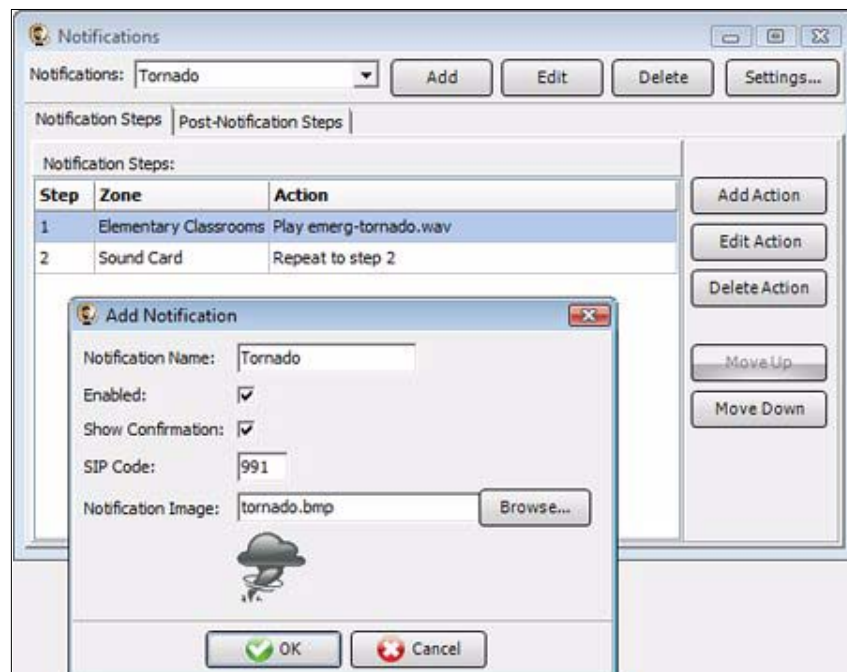 Notifications
Notifications: Tornado Add Edit Delete Settings...
Notification Steps Post-Notification Steps
Notification Steps:
Step Zone Action
1 Elementary Classrooms Play emerg-tornado.wav
2 Sound Card Repeat to step 2
Add Action
Edit Action
Delete Action
Move Up
Move Down
Add Notification
Notification Name: Tornado
Enabled:
Show Confirmation:
SIP Code: 991
Notification Image: tornado.bmp Browse...
OK Cancel